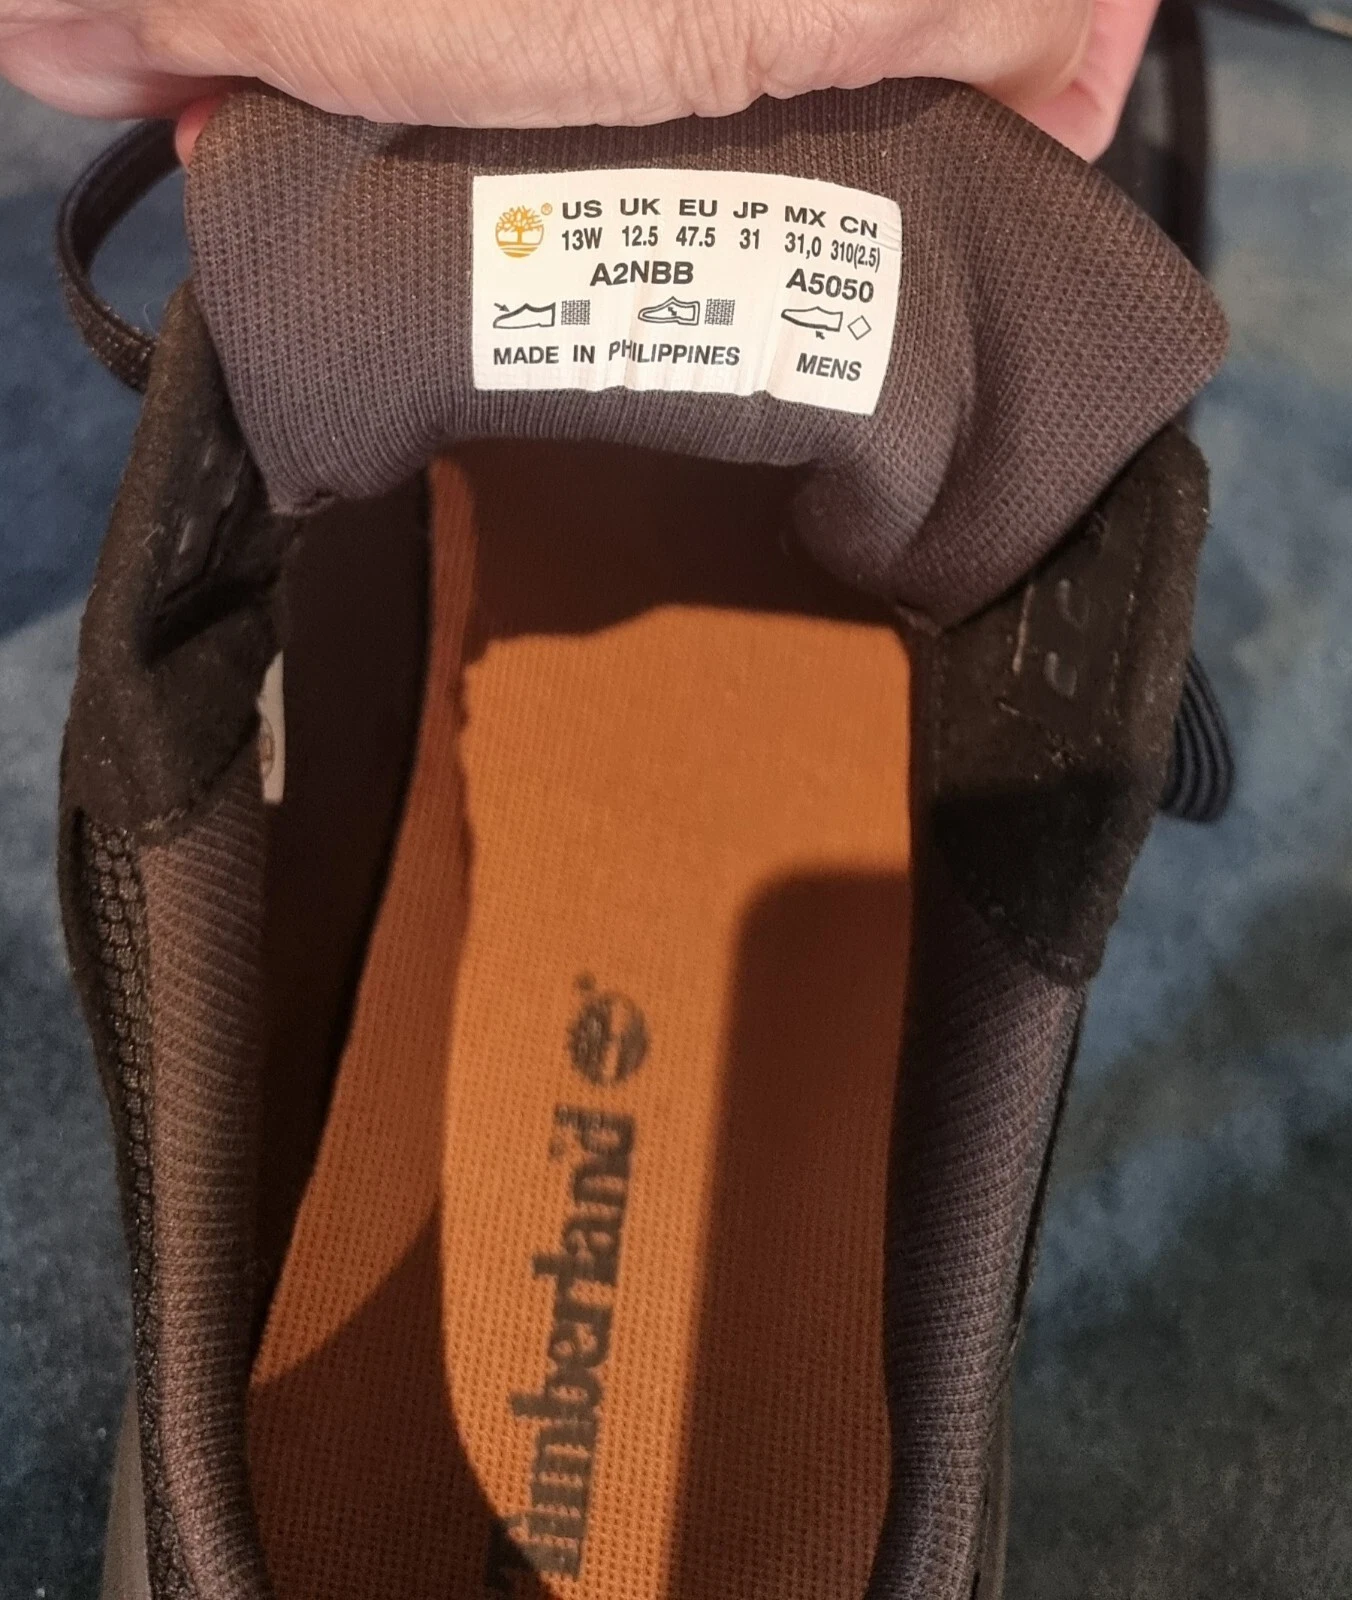 ® US UK EU JP MX CN
13W 12.5 47.5 31 31,0 310(2.5)
A2NBB A5050
MADE IN PHILIPPINES MENS
Timberland